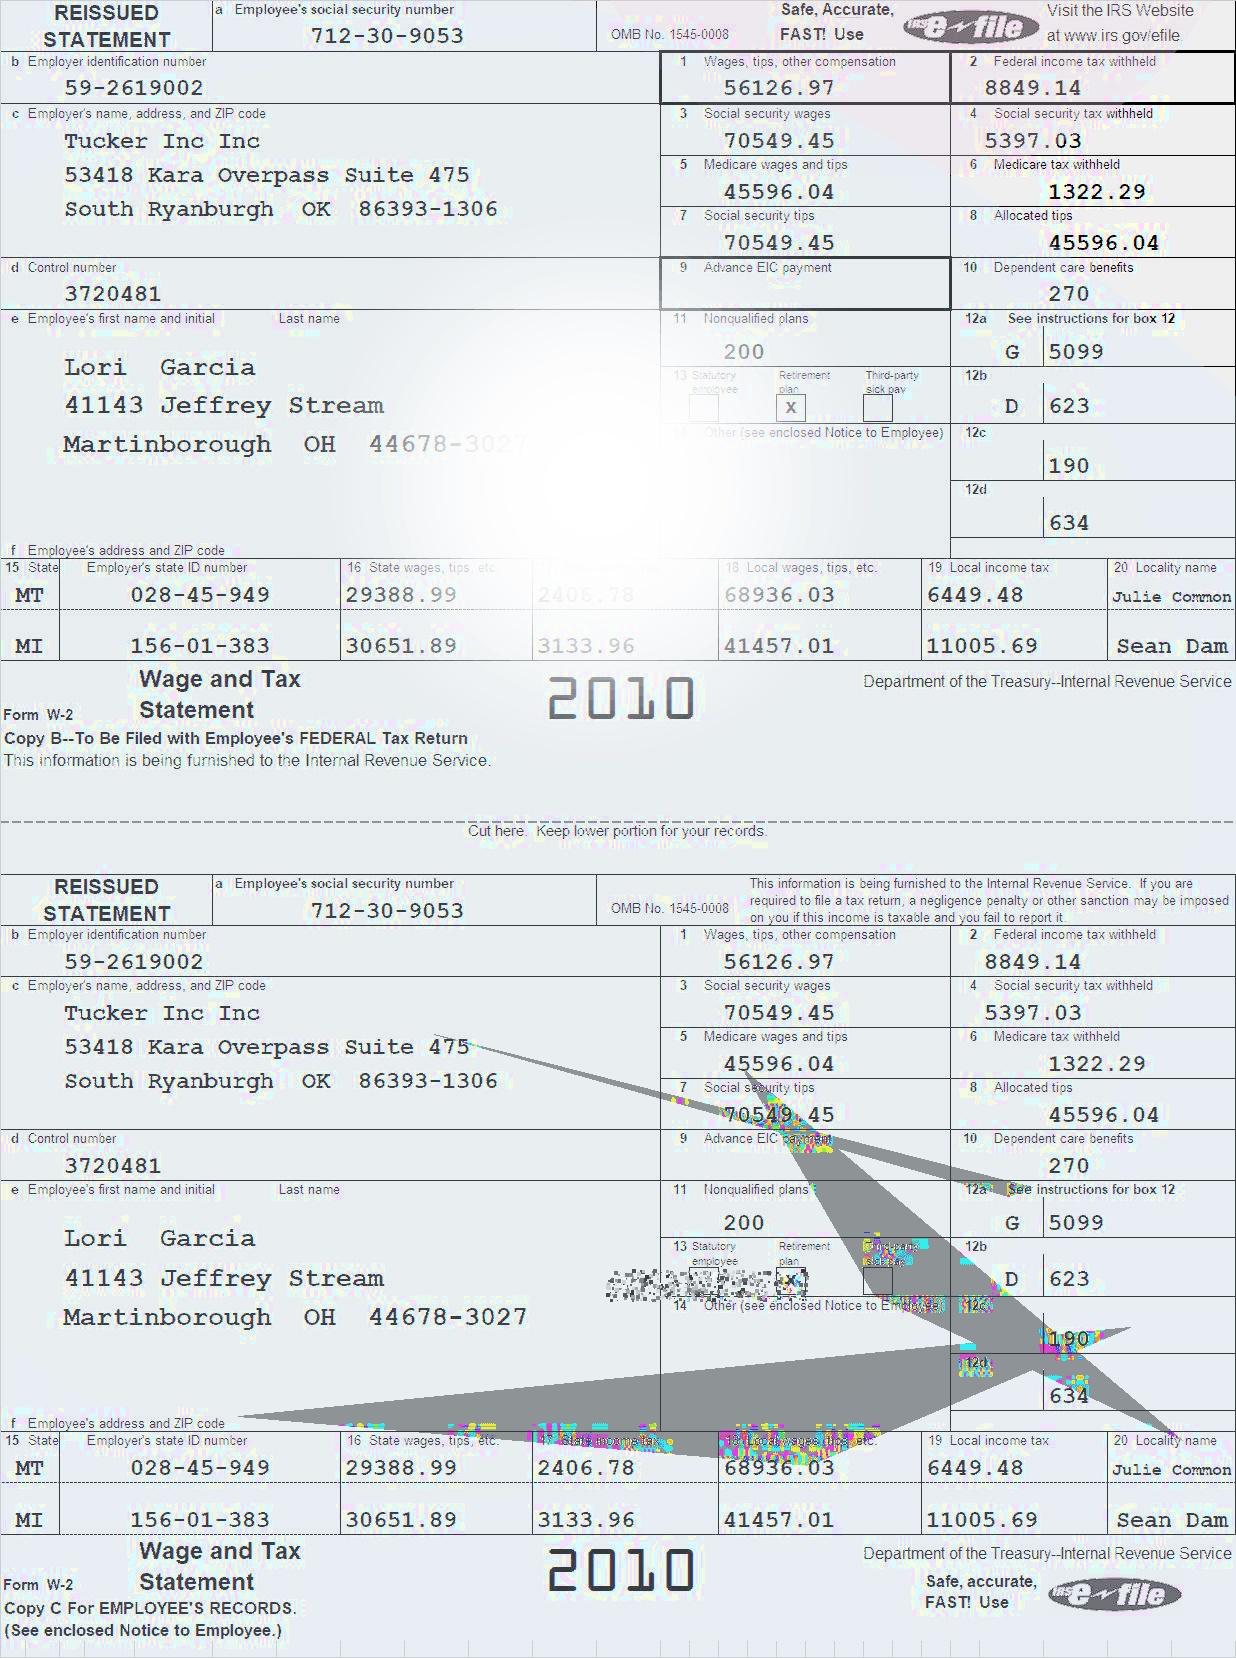 REISSUED STATEMENT
a Employee's social security number
712-30-9053
OMB No. 1545-0008
Safe, Accurate, FAST! Use
IRS e-file
Visit the IRS Website at www.irs.gov/efile
b Employer identification number
59-2619002
1 Wages, tips, other compensation
56126.97
2 Federal income tax withheld
8849.14
c Employer's name, address, and ZIP code
Tucker Inc Inc
53418 Kara Overpass Suite 475
South Ryanburgh OK 86393-1306
3 Social security wages
70549.45
4 Social security tax withheld
5397.03
5 Medicare wages and tips
45596.04
6 Medicare tax withheld
1322.29
7 Social security tips
70549.45
8 Allocated tips
45596.04
d Control number
3720481
9 Advance EIC payment
10 Dependent care benefits
270
e Employee's first name and initial Last name
Lori Garcia
41143 Jeffrey Stream
Martinborough OH 44678-3027
11 Nonqualified plans
200
12a See instructions for box 12
G 5099
13 Statutory employee
Retirement plan
X
Third-party sick pay
12b
D 623
Other (see enclosed Notice to Employee)
12c
190
12d
634
f Employee's address and ZIP code
15 State Employer's state ID number 16 State wages, tips, etc. 18 Local wages, tips, etc. 19 Local income tax 20 Locality name
MT 028-45-949 29388.99 2406.78 68936.03 6449.48 Julie Common
MI 156-01-383 30651.89 3133.96 41457.01 11005.69 Sean Dam
Wage and Tax Statement
Form W-2
2010
Department of the Treasury--Internal Revenue Service
Copy B--To Be Filed with Employee's FEDERAL Tax Return
This information is being furnished to the Internal Revenue Service.
Cut here. Keep lower portion for your records.
REISSUED STATEMENT
a Employee's social security number
712-30-9053
OMB No. 1545-0008
This information is being furnished to the Internal Revenue Service. If you are
required to file a tax return, a negligence penalty or other sanction may be imposed
on you if this income is taxable and you fail to report it.
b Employer identification number
59-2619002
1 Wages, tips, other compensation
56126.97
2 Federal income tax withheld
8849.14
c Employer's name, address, and ZIP code
Tucker Inc Inc
53418 Kara Overpass Suite 475
South Ryanburgh OK 86393-1306
3 Social security wages
70549.45
4 Social security tax withheld
5397.03
5 Medicare wages and tips
45596.04
6 Medicare tax withheld
1322.29
7 Social security tips
70549.45
8 Allocated tips
45596.04
d Control number
3720481
9 Advance EIC payment
10 Dependent care benefits
270
e Employee's first name and initial Last name
Lori Garcia
41143 Jeffrey Stream
Martinborough OH 44678-3027
11 Nonqualified plans
200
12a See instructions for box 12
G 5099
13 Statutory employee
Retirement plan
X
Third-party sick pay
12b
D 623
14 Other (see enclosed Notice to Employee)
12c
190
12d
634
f Employee's address and ZIP code
15 State Employer's state ID number 16 State wages, tips, etc. 17 State income tax 18 Local wages, tips, etc. 19 Local income tax 20 Locality name
MT 028-45-949 29388.99 2406.78 68936.03 6449.48 Julie Common
MI 156-01-383 30651.89 3133.96 41457.01 11005.69 Sean Dam
Wage and Tax Statement
Form W-2
2010
Department of the Treasury--Internal Revenue Service
Safe, accurate, FAST! Use
IRS e-file
Copy C For EMPLOYEE'S RECORDS.
(See enclosed Notice to Employee.)